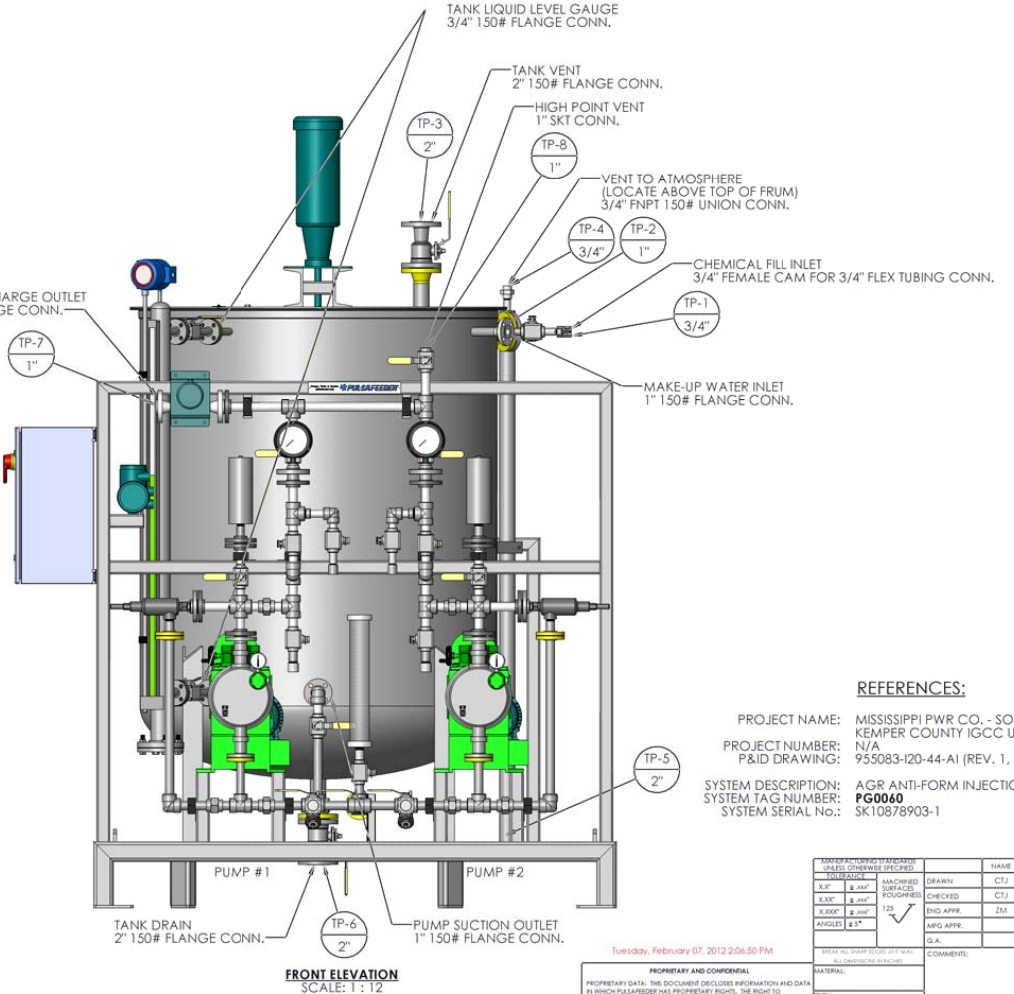 TANK LIQUID LEVEL GAUGE
3/4" 150# FLANGE CONN.
TANK VENT
2" 150# FLANGE CONN.
HIGH POINT VENT
1" SKT CONN.
TP-3
2"
TP-8
1"
VENT TO ATMOSPHERE
(LOCATE ABOVE TOP OF FRUM)
3/4" FNPT 150# UNION CONN.
TP-4
3/4"
TP-2
1"
CHEMICAL FILL INLET
3/4" FEMALE CAM FOR 3/4" FLEX TUBING CONN.
TP-1
3/4"
HARGE OUTLET
GE CONN.
TP-7
1"
MAKE-UP WATER INLET
1" 150# FLANGE CONN.
PULSAFEEDER
REFERENCES:
PROJECT NAME: MISSISSIPPI PWR CO. - SO
KEMPER COUNTY IGCC U
PROJECT NUMBER: N/A
P&ID DRAWING: 955083-I20-44-AI (REV. 1,
SYSTEM DESCRIPTION: AGR ANTI-FORM INJECTIO
SYSTEM TAG NUMBER: PG0060
SYSTEM SERIAL No.: SK10878903-1
TP-5
2"
PUMP #1
PUMP #2
TANK DRAIN
2" 150# FLANGE CONN.
TP-6
2"
PUMP SUCTION OUTLET
1" 150# FLANGE CONN.
FRONT ELEVATION
SCALE: 1 : 12
Tuesday, February 07, 2012 2:06:50 PM
MANUFACTURING STANDARDS
UNLESS OTHERWISE SPECIFIED
TOLERANCE
MACHINED
SURFACES
ROUGHNESS
125
X.X"
X.XX"
X.XXX"
ANGLES
NAME
DRAWN CTJ
CHECKED CTJ
ENG APPR. ZM
MFG APPR.
Q.A.
COMMENTS:
ALL DIMENSIONS IN INCHES
MATERIAL:
PROPRIETARY AND CONFIDENTIAL
PROPRIETARY DATA: THIS DOCUMENT DISCLOSES INFORMATION AND DATA
IN WHICH PULSAFEEDER HAS PROPRIETARY RIGHTS. THE RIGHT TO